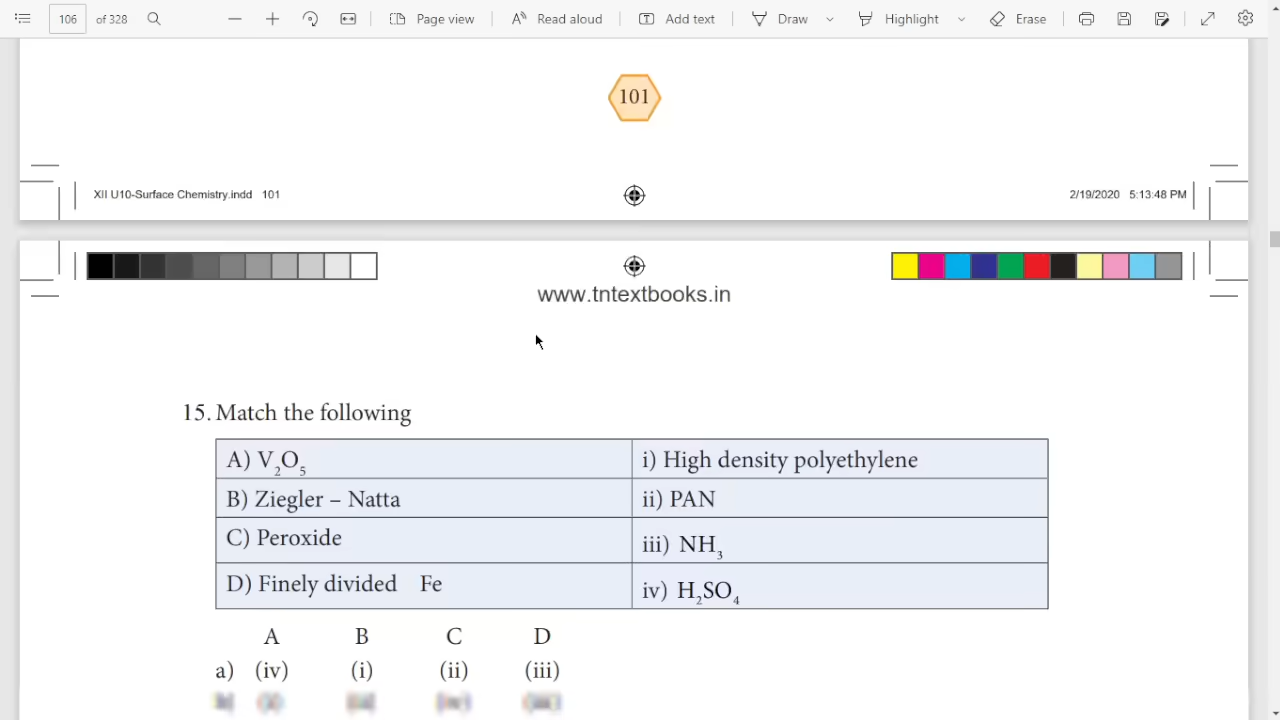 106 of 328 Page view Read aloud Add text Draw Highlight Erase
101
XII U10-Surface Chemistry.indd 101 2/19/2020 5:13:48 PM
www.tntextbooks.in
15. Match the following
A) V₂O₅ i) High density polyethylene
B) Ziegler – Natta ii) PAN
C) Peroxide iii) NH₃
D) Finely divided Fe iv) H₂SO₄
A B C D
a) (iv) (i) (ii) (iii)